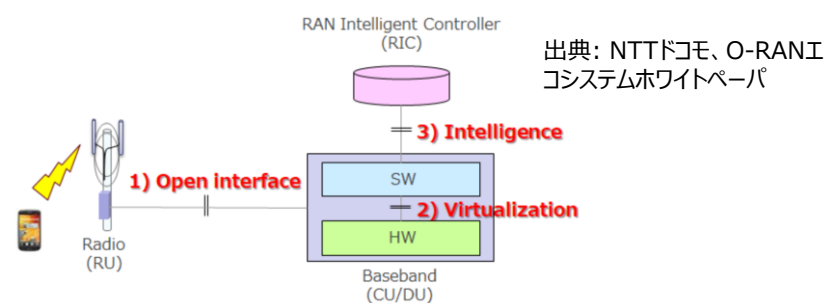 RAN Intelligent Controller
(RIC)
出典: NTTドコモ、O-RANエ
コシステムホワイトペーパ
3) Intelligence
1) Open interface
SW
2) Virtualization
HW
Radio
(RU)
Baseband
(CU/DU)